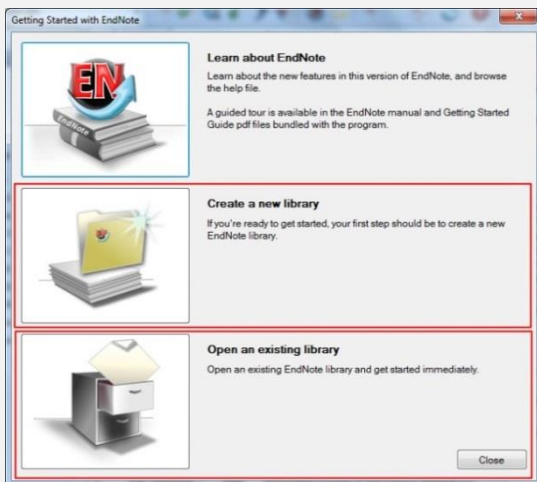 Getting Started with EndNote
x
EN
EndNote
Learn about EndNote
Learn about the new features in this version of EndNote, and browse
the help file.
A guided tour is available in the EndNote manual and Getting Started
Guide pdf files bundled with the program.
Create a new library
If you're ready to get started, your first step should be to create a new
EndNote library.
Open an existing library
Open an existing EndNote library and get started immediately.
Close